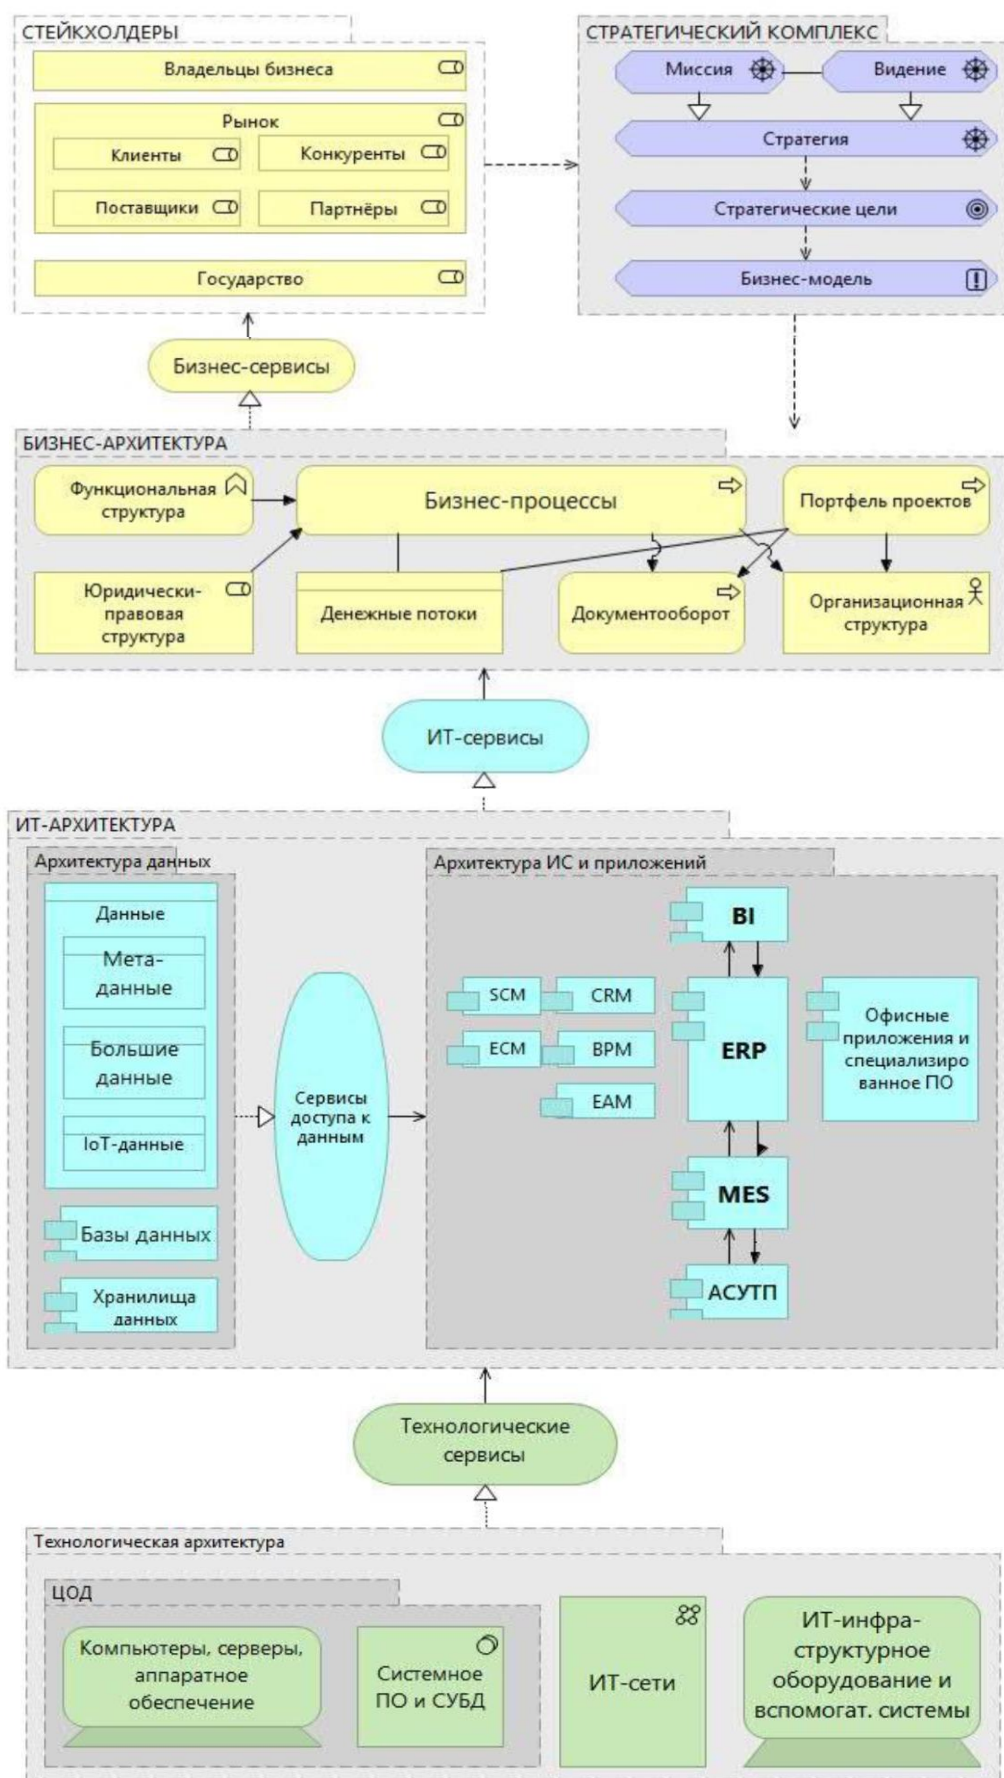 СТЕЙКХОЛДЕРЫ
Владельцы бизнеса
Рынок
Клиенты
Конкуренты
Поставщики
Партнёры
Государство
СТРАТЕГИЧЕСКИЙ КОМПЛЕКС
Миссия
Видение
Стратегия
Стратегические цели
Бизнес-модель
Бизнес-сервисы
БИЗНЕС-АРХИТЕКТУРА
Функциональная
структура
Бизнес-процессы
Портфель проектов
Юридически-
правовая
структура
Денежные потоки
Документооборот
Организационная
структура
ИТ-сервисы
ИТ-АРХИТЕКТУРА
Архитектура данных
Данные
Мета-
данные
Большие
данные
IoT-данные
Базы данных
Хранилища
данных
Сервисы
доступа к
данным
Архитектура ИС и приложений
BI
SCM
CRM
ECM
BPM
EAM
ERP
Офисные
приложения и
специализиро
ванное ПО
MES
АСУТП
Технологические
сервисы
Технологическая архитектура
ЦОД
Компьютеры, серверы,
аппаратное
обеспечение
Системное
ПО и СУБД
ИТ-сети
ИТ-инфра-
структурное
оборудование и
вспомогат. системы